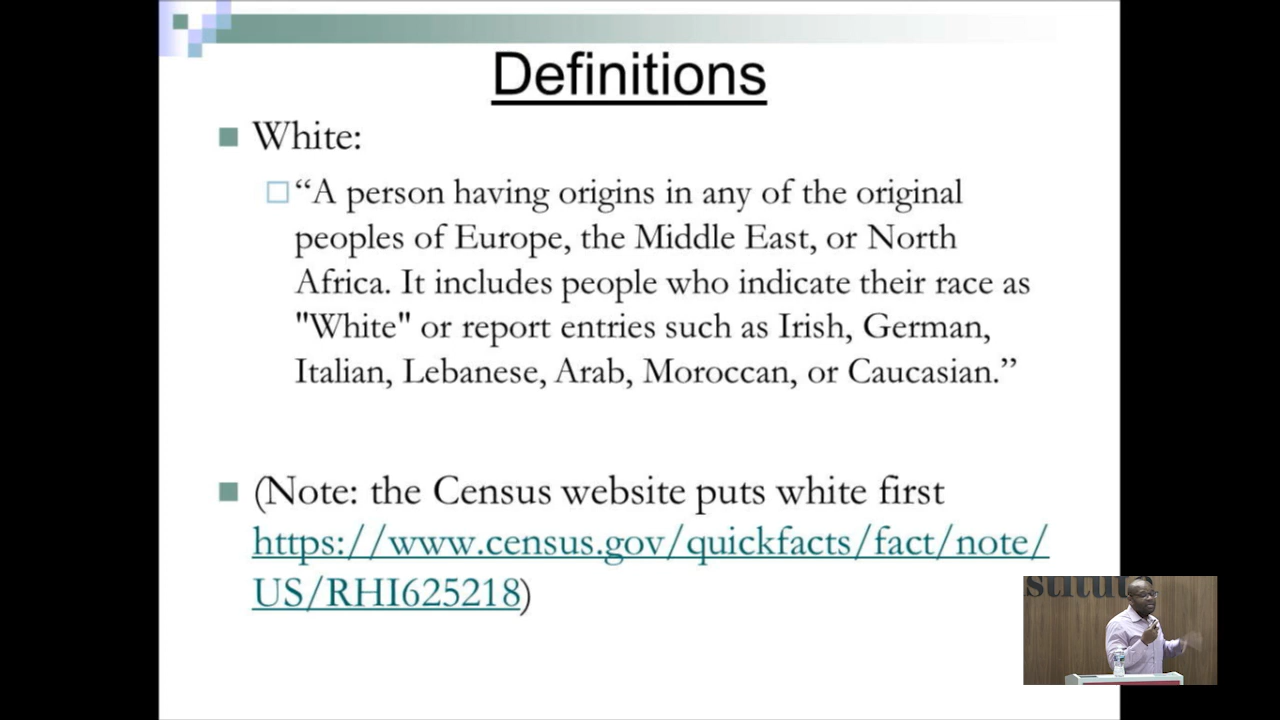 Definitions
White:
“A person having origins in any of the original
peoples of Europe, the Middle East, or North
Africa. It includes people who indicate their race as
"White" or report entries such as Irish, German,
Italian, Lebanese, Arab, Moroccan, or Caucasian.”
(Note: the Census website puts white first
https://www.census.gov/quickfacts/fact/note/
US/RHI625218)
stitut